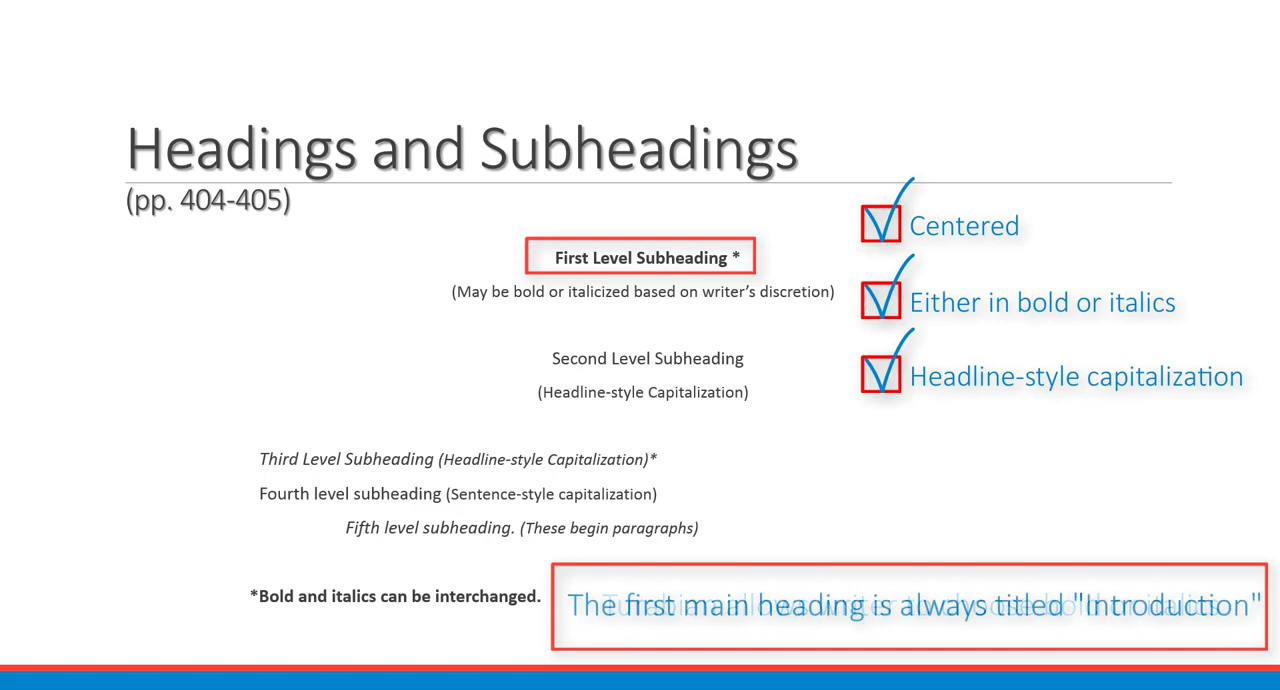 Headings and Subheadings
(pp. 404-405)
Centered
First Level Subheading *
(May be bold or italicized based on writer’s discretion)
Either in bold or italics
Second Level Subheading
Headline-style capitalization
(Headline-style Capitalization)
Third Level Subheading (Headline-style Capitalization)*
Fourth level subheading (Sentence-style capitalization)
Fifth level subheading. (These begin paragraphs)
*Bold and italics can be interchanged.
The first main heading is always titled "Introduction"